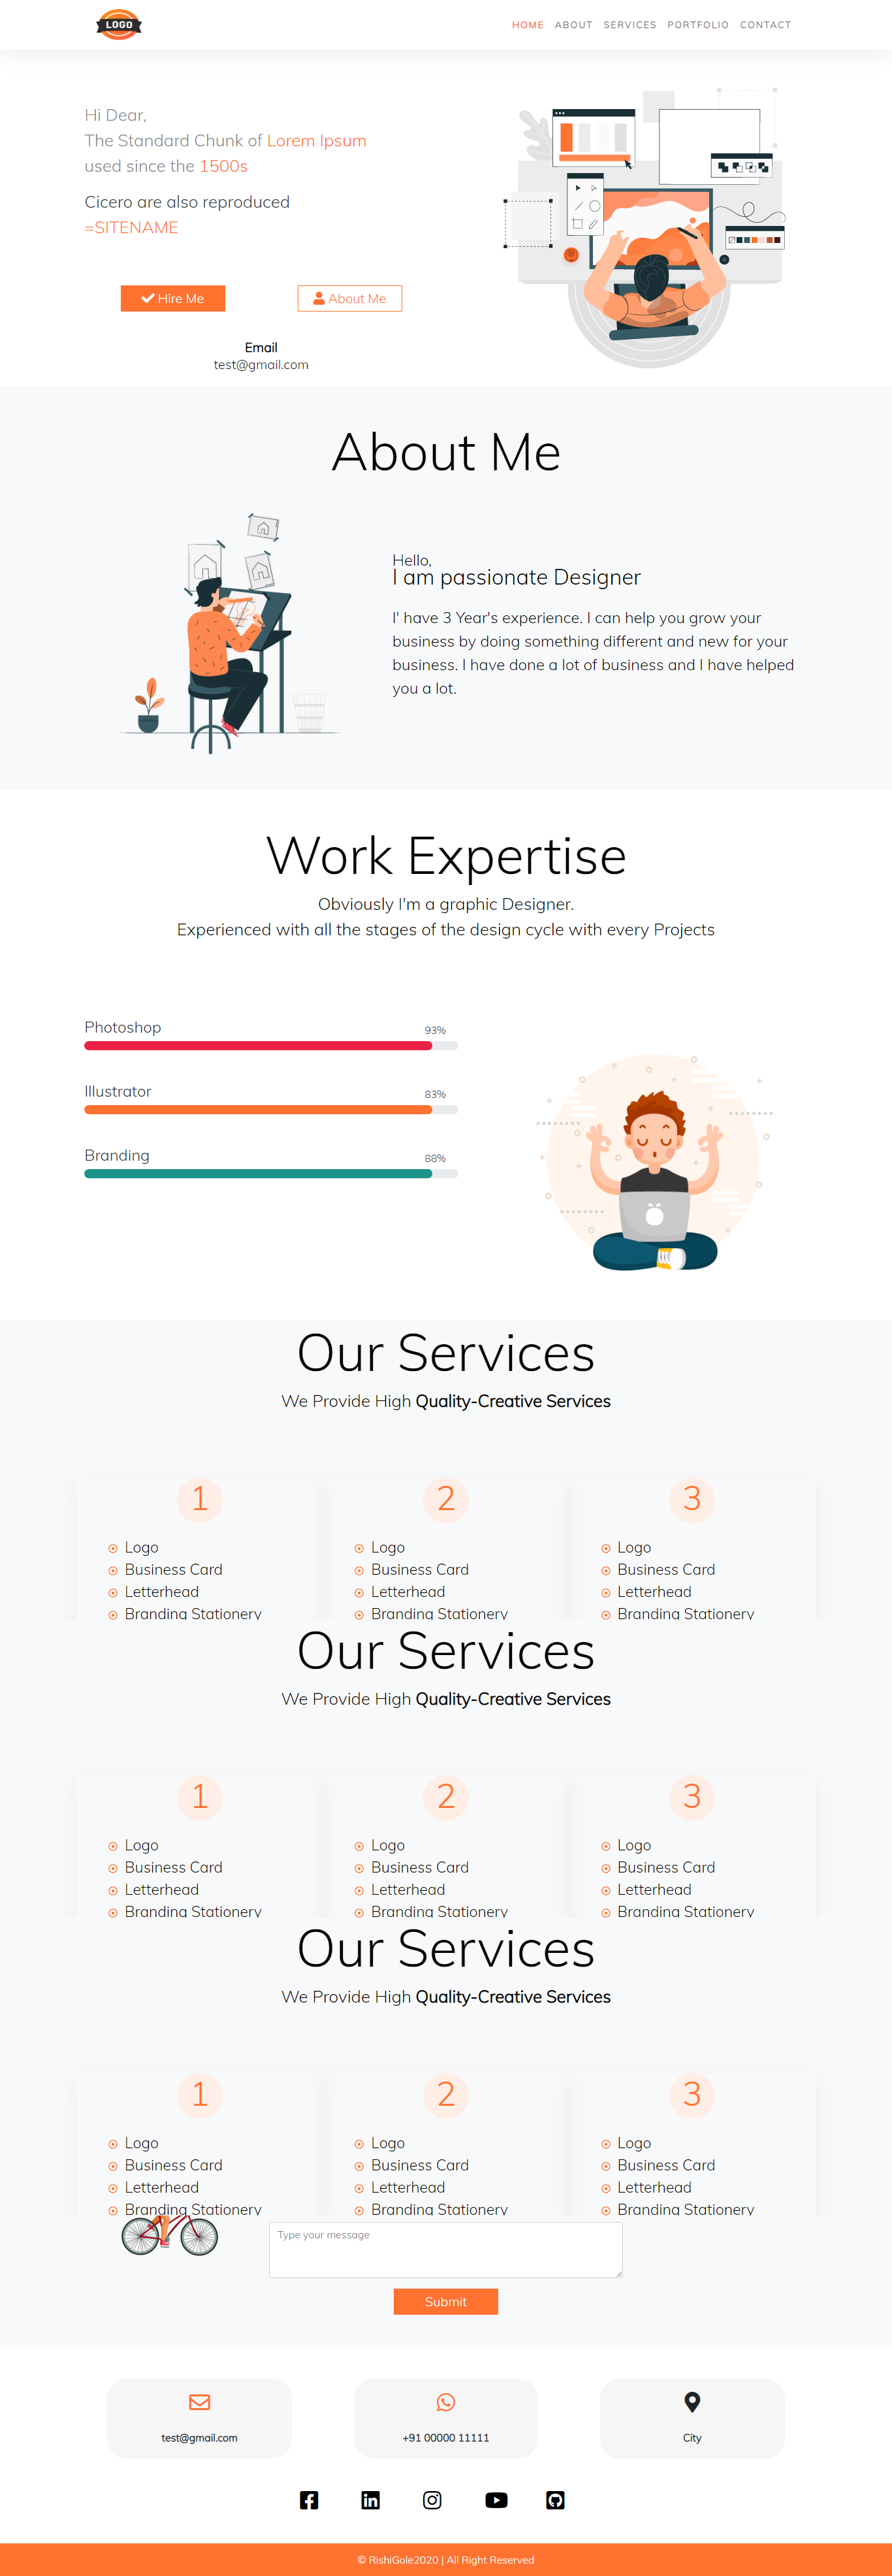 LOGO
HOME ABOUT SERVICES PORTFOLIO CONTACT
Hi Dear,
The Standard Chunk of Lorem Ipsum
used since the 1500s
Cicero are also reproduced
=SITENAME
Hire Me About Me
Email
test@gmail.com
About Me
Hello,
I am passionate Designer
I' have 3 Year's experience. I can help you grow your
business by doing something different and new for your
business. I have done a lot of business and I have helped
you a lot.
Work Expertise
Obviously I'm a graphic Designer.
Experienced with all the stages of the design cycle with every Projects
Photoshop 93%
Illustrator 83%
Branding 88%
Our Services
We Provide High Quality-Creative Services
1 2 3
Logo Logo Logo
Business Card Business Card Business Card
Letterhead Letterhead Letterhead
Branding Stationery Branding Stationery Branding Stationery
Our Services
We Provide High Quality-Creative Services
1 2 3
Logo Logo Logo
Business Card Business Card Business Card
Letterhead Letterhead Letterhead
Branding Stationery Branding Stationery Branding Stationery
Our Services
We Provide High Quality-Creative Services
1 2 3
Logo Logo Logo
Business Card Business Card Business Card
Letterhead Letterhead Letterhead
Branding Stationery Branding Stationery Branding Stationery
Type your message
Submit
test@gmail.com +91 00000 11111 City
© RishiGole2020 | All Right Reserved